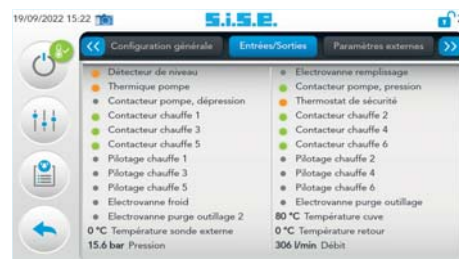 19/09/2022 15:22
S.i.S.E.
Configuration générale
Entrées/Sorties
Paramètres externes
Détecteur de niveau
Electrovanne remplissage
Thermique pompe
Contacteur pompe, pression
Contacteur pompe, dépression
Thermostat de sécurité
Contacteur chauffe 1
Contacteur chauffe 2
Contacteur chauffe 3
Contacteur chauffe 4
Contacteur chauffe 5
Contacteur chauffe 6
Pilotage chauffe 1
Pilotage chauffe 2
Pilotage chauffe 3
Pilotage chauffe 4
Pilotage chauffe 5
Pilotage chauffe 6
Electrovanne froid
Electrovanne purge outillage
Electrovanne purge outillage 2
80 °C Température cuve
0 °C Température sonde externe
0 °C Température retour
15.6 bar Pression
306 l/min Débit